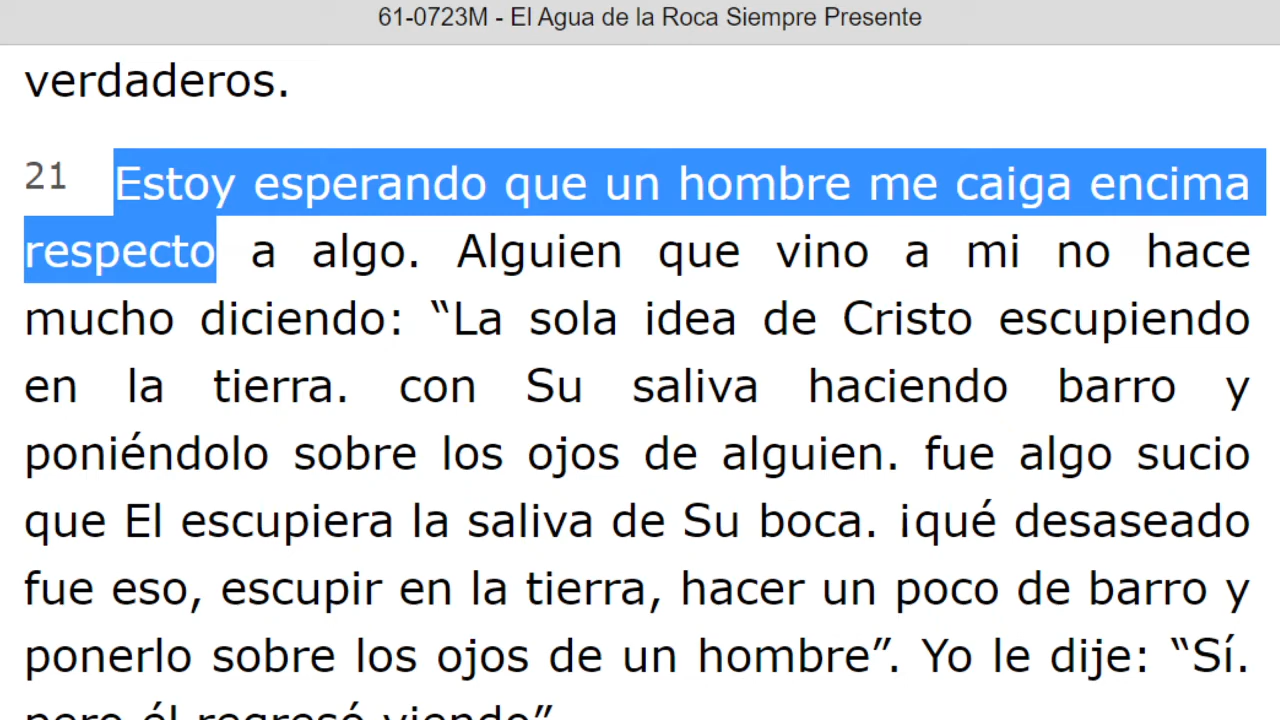 61-0723M - El Agua de la Roca Siempre Presente
verdaderos.
21 Estoy esperando que un hombre me caiga encima
respecto a algo. Alguien que vino a mi no hace
mucho diciendo: “La sola idea de Cristo escupiendo
en la tierra. con Su saliva haciendo barro y
poniéndolo sobre los ojos de alguien. fue algo sucio
que El escupiera la saliva de Su boca. ¡qué desaseado
fue eso, escupir en la tierra, hacer un poco de barro y
ponerlo sobre los ojos de un hombre”. Yo le dije: “Sí.
pero él regresó viendo”